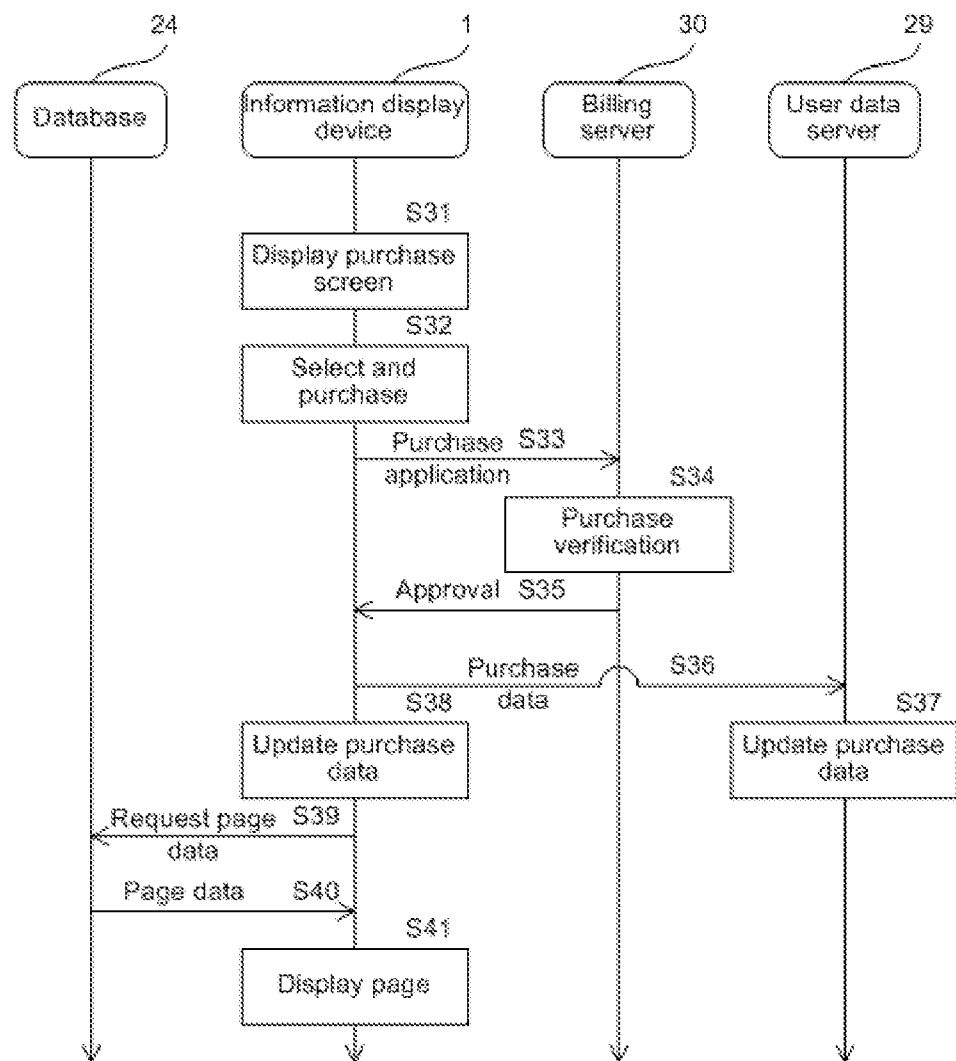 24
1
30
29
Database
Information display
device
Billing
server
User data
server
S31
Display purchase
screen
S32
Select and
purchase
Purchase S33
application
S34
Purchase
verification
Approval S35
Purchase S36
data
S38
S37
Update purchase
data
Update purchase
data
Request page S39
data
Page data S40
S41
Display page